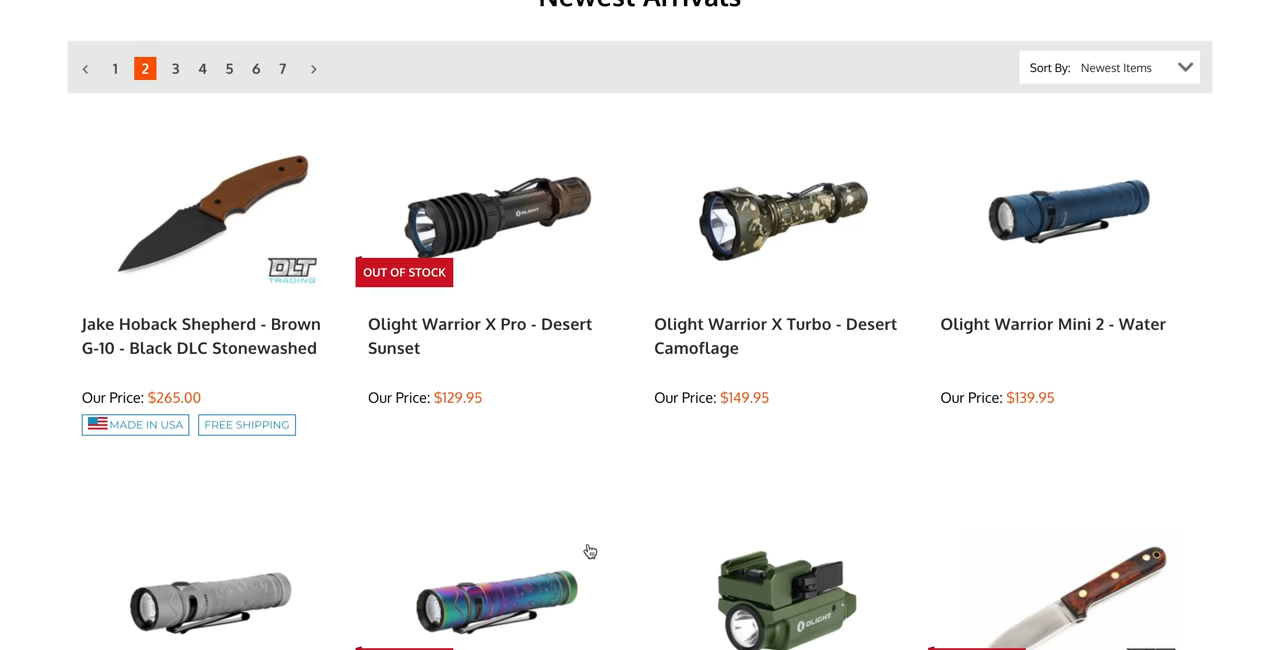 Newest Arrivals
< 1 2 3 4 5 6 7 >
Sort By: Newest Items
DLT
TRADING
OLIGHT
OUT OF STOCK
Jake Hoback Shepherd - Brown
G-10 - Black DLC Stonewashed
Our Price: $265.00
MADE IN USA FREE SHIPPING
Olight Warrior X Pro - Desert
Sunset
Our Price: $129.95
Olight Warrior X Turbo - Desert
Camoflage
Our Price: $149.95
Olight Warrior Mini 2 - Water
Our Price: $139.95
OLIGHT